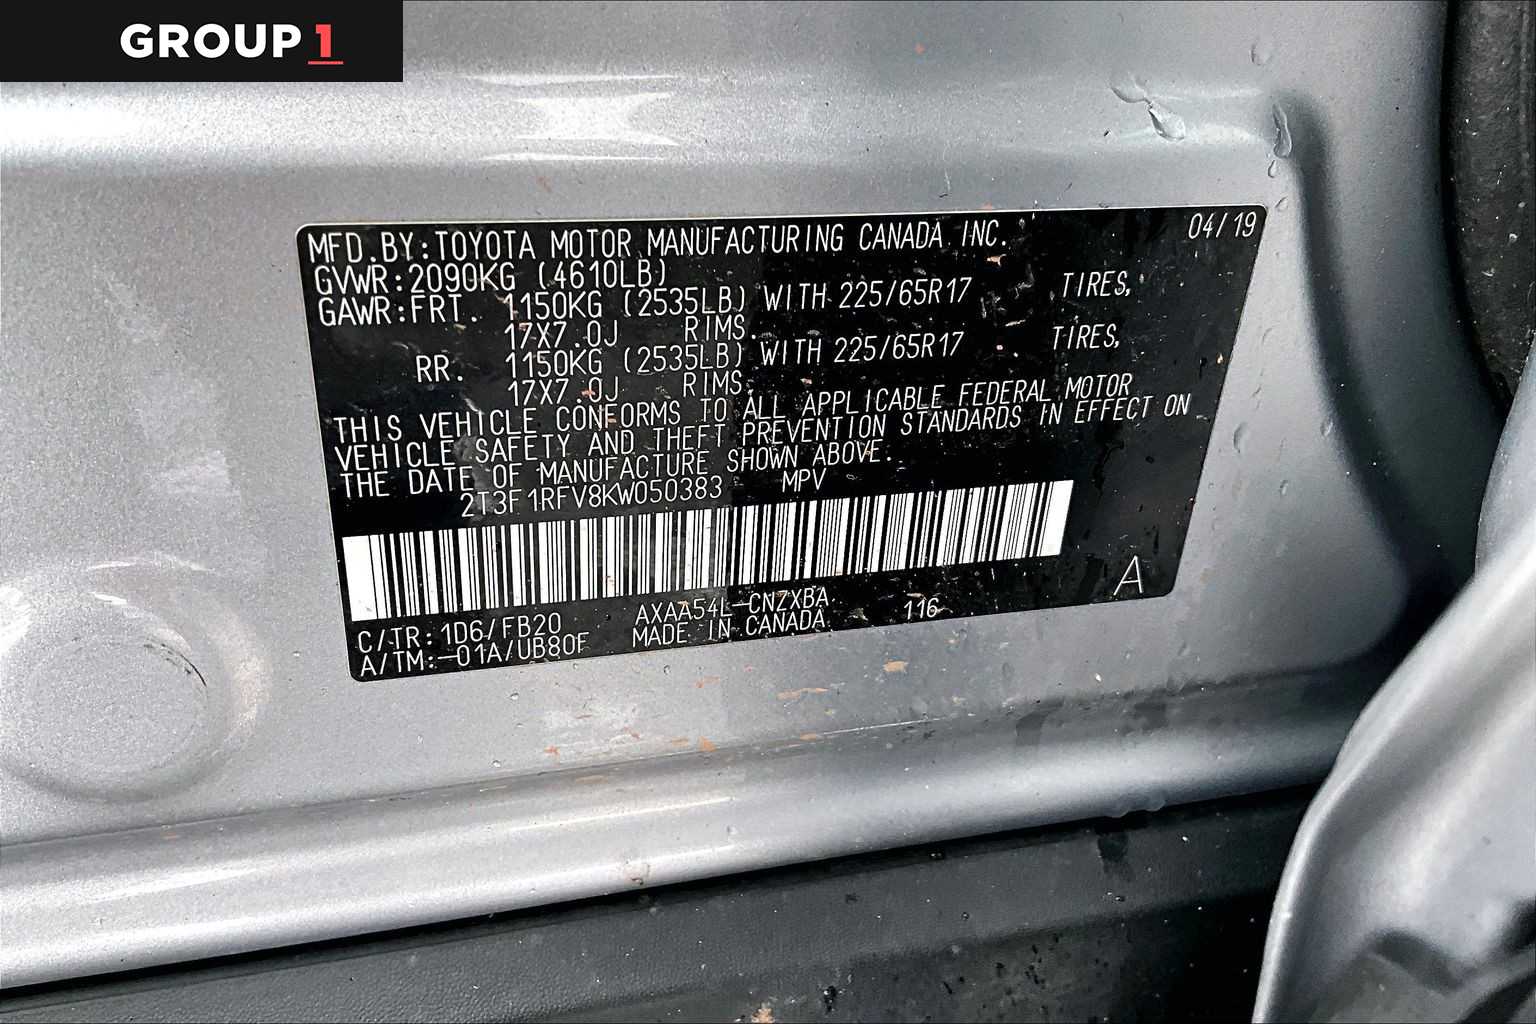 GROUP 1
04/19
MFD.BY:TOYOTA MOTOR MANUFACTURING CANADA INC.
GVWR:2090KG (4610LB)
GAWR:FRT. 1150KG (2535LB) WITH 225/65R17 TIRES,
17X7.0J RIMS.
RR. 1150KG (2535LB) WITH 225/65R17 TIRES,
17X7.0J RIMS.
THIS VEHICLE CONFORMS TO ALL APPLICABLE FEDERAL MOTOR
VEHICLE SAFETY AND THEFT PREVENTION STANDARDS IN EFFECT ON
THE DATE OF MANUFACTURE SHOWN ABOVE.
2T3F1RFV8KW050383 MPV
C/TR:1D6/FB20 AXAA54L-CNZXBA 116 A
A/TM:-01A/UB80F MADE IN CANADA